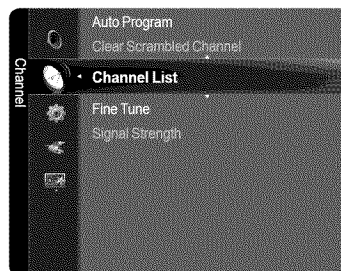 Channel
Auto Program
Clear Scrambled Channel
Channel List
Fine Tune
Signal Strength